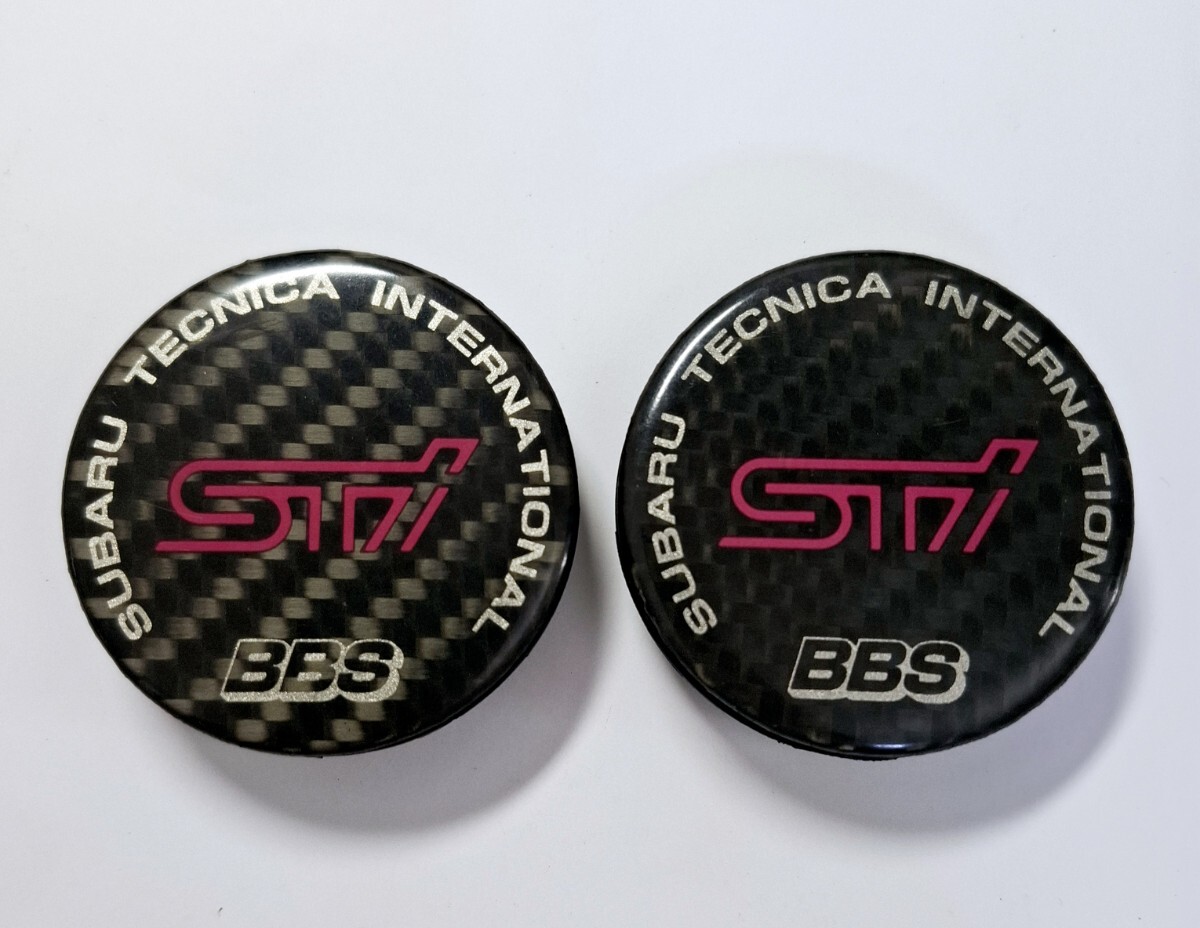 SUBARU TECNICA INTERNATIONAL
STi
BBS
SUBARU TECNICA INTERNATIONAL
STi
BBS